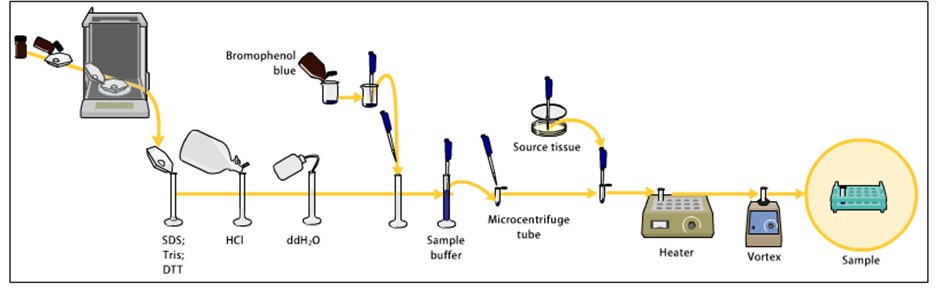 Bromophenol
blue
Source tissue
SDS;
Tris;
DTT
HCl
ddH₂O
Sample
buffer
Microcentrifuge
tube
Heater
Vortex
Sample